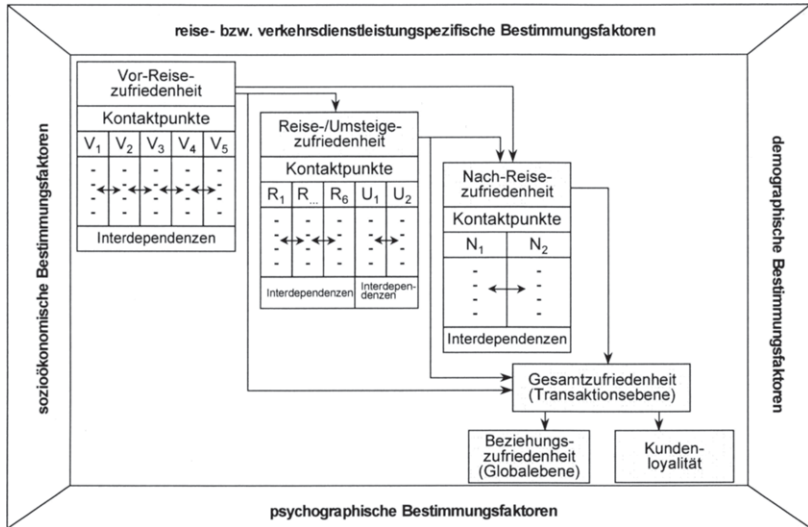 reise- bzw. verkehrsdienstleistungspezifische Bestimmungsfaktoren
sozioökonomische Bestimmungsfaktoren
Vor-Reise-
zufriedenheit
Kontaktpunkte
V1 V2 V3 V4 V5
Interdependenzen
Reise-/Umsteige-
zufriedenheit
Kontaktpunkte
R1 R... R6 U1 U2
Interdependenzen
Interdepen-
denzen
Nach-Reise-
zufriedenheit
Kontaktpunkte
N1 N2
Interdependenzen
Gesamtzufriedenheit
(Transaktionsebene)
Beziehungs-
zufriedenheit
(Globalebene)
Kunden-
loyalität
demographische Bestimmungsfaktoren
psychographische Bestimmungsfaktoren